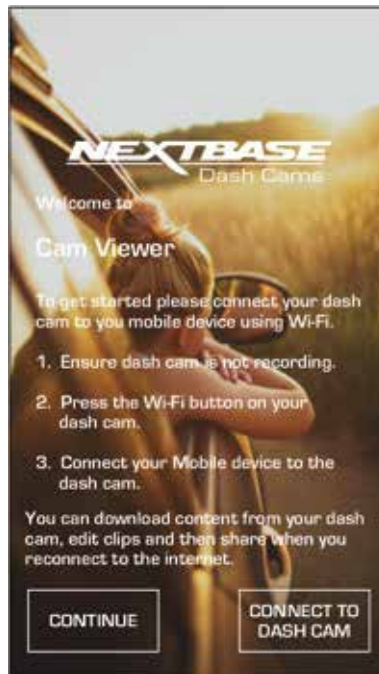 NEXTBASE
Dash Cams
Welcome to
Cam Viewer
To get started please connect your dash
cam to you mobile device using Wi-Fi.
1. Ensure dash cam is not recording.
2. Press the Wi-Fi button on your
dash cam.
3. Connect your Mobile device to the
dash cam.
You can download content from your dash
cam, edit clips and then share when you
reconnect to the internet.
CONTINUE
CONNECT TO
DASH CAM